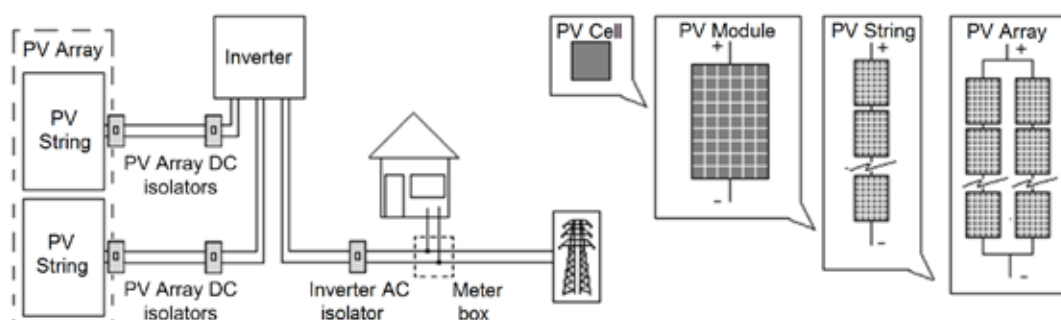 PV Array
PV
String
PV
String
PV Array DC
isolators
PV Array DC
isolators
Inverter
Inverter AC
isolator
Meter
box
PV Cell
PV Module
+
-
PV String
+
-
PV Array
+
-